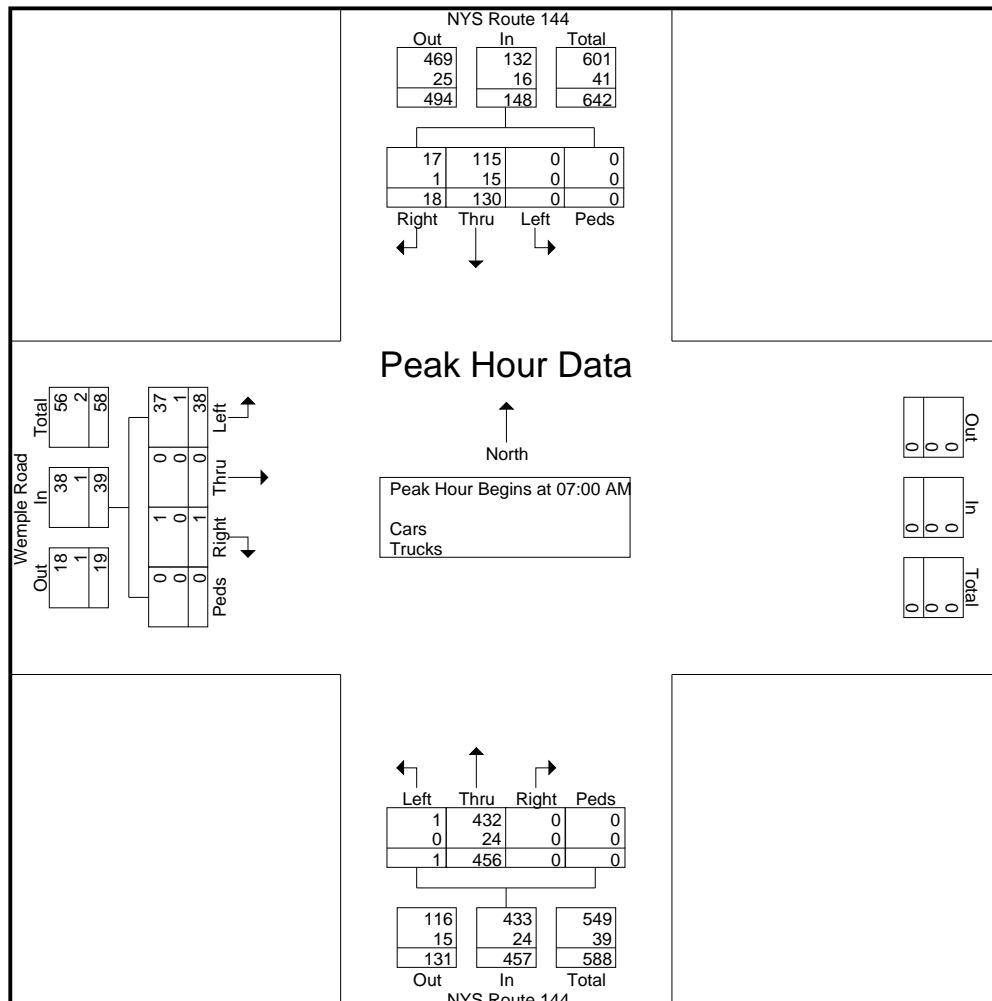 NYS Route 144
Out In Total
469 132 601
25 16 41
494 148 642
17 115 0 0
1 15 0 0
18 130 0 0
Right Thru Left Peds
Peak Hour Data
North
Peak Hour Begins at 07:00 AM
Cars
Trucks
Wemple Road
Out In Total
18 38 56
1 1 2
19 39 58
0 1 0 37
0 0 0 1
0 1 0 38
Peds Right Thru Left
Out In Total
0 0 0
0 0 0
0 0 0
Left Thru Right Peds
1 432 0 0
0 24 0 0
1 456 0 0
116 433 549
15 24 39
131 457 588
Out In Total
NYS Route 144